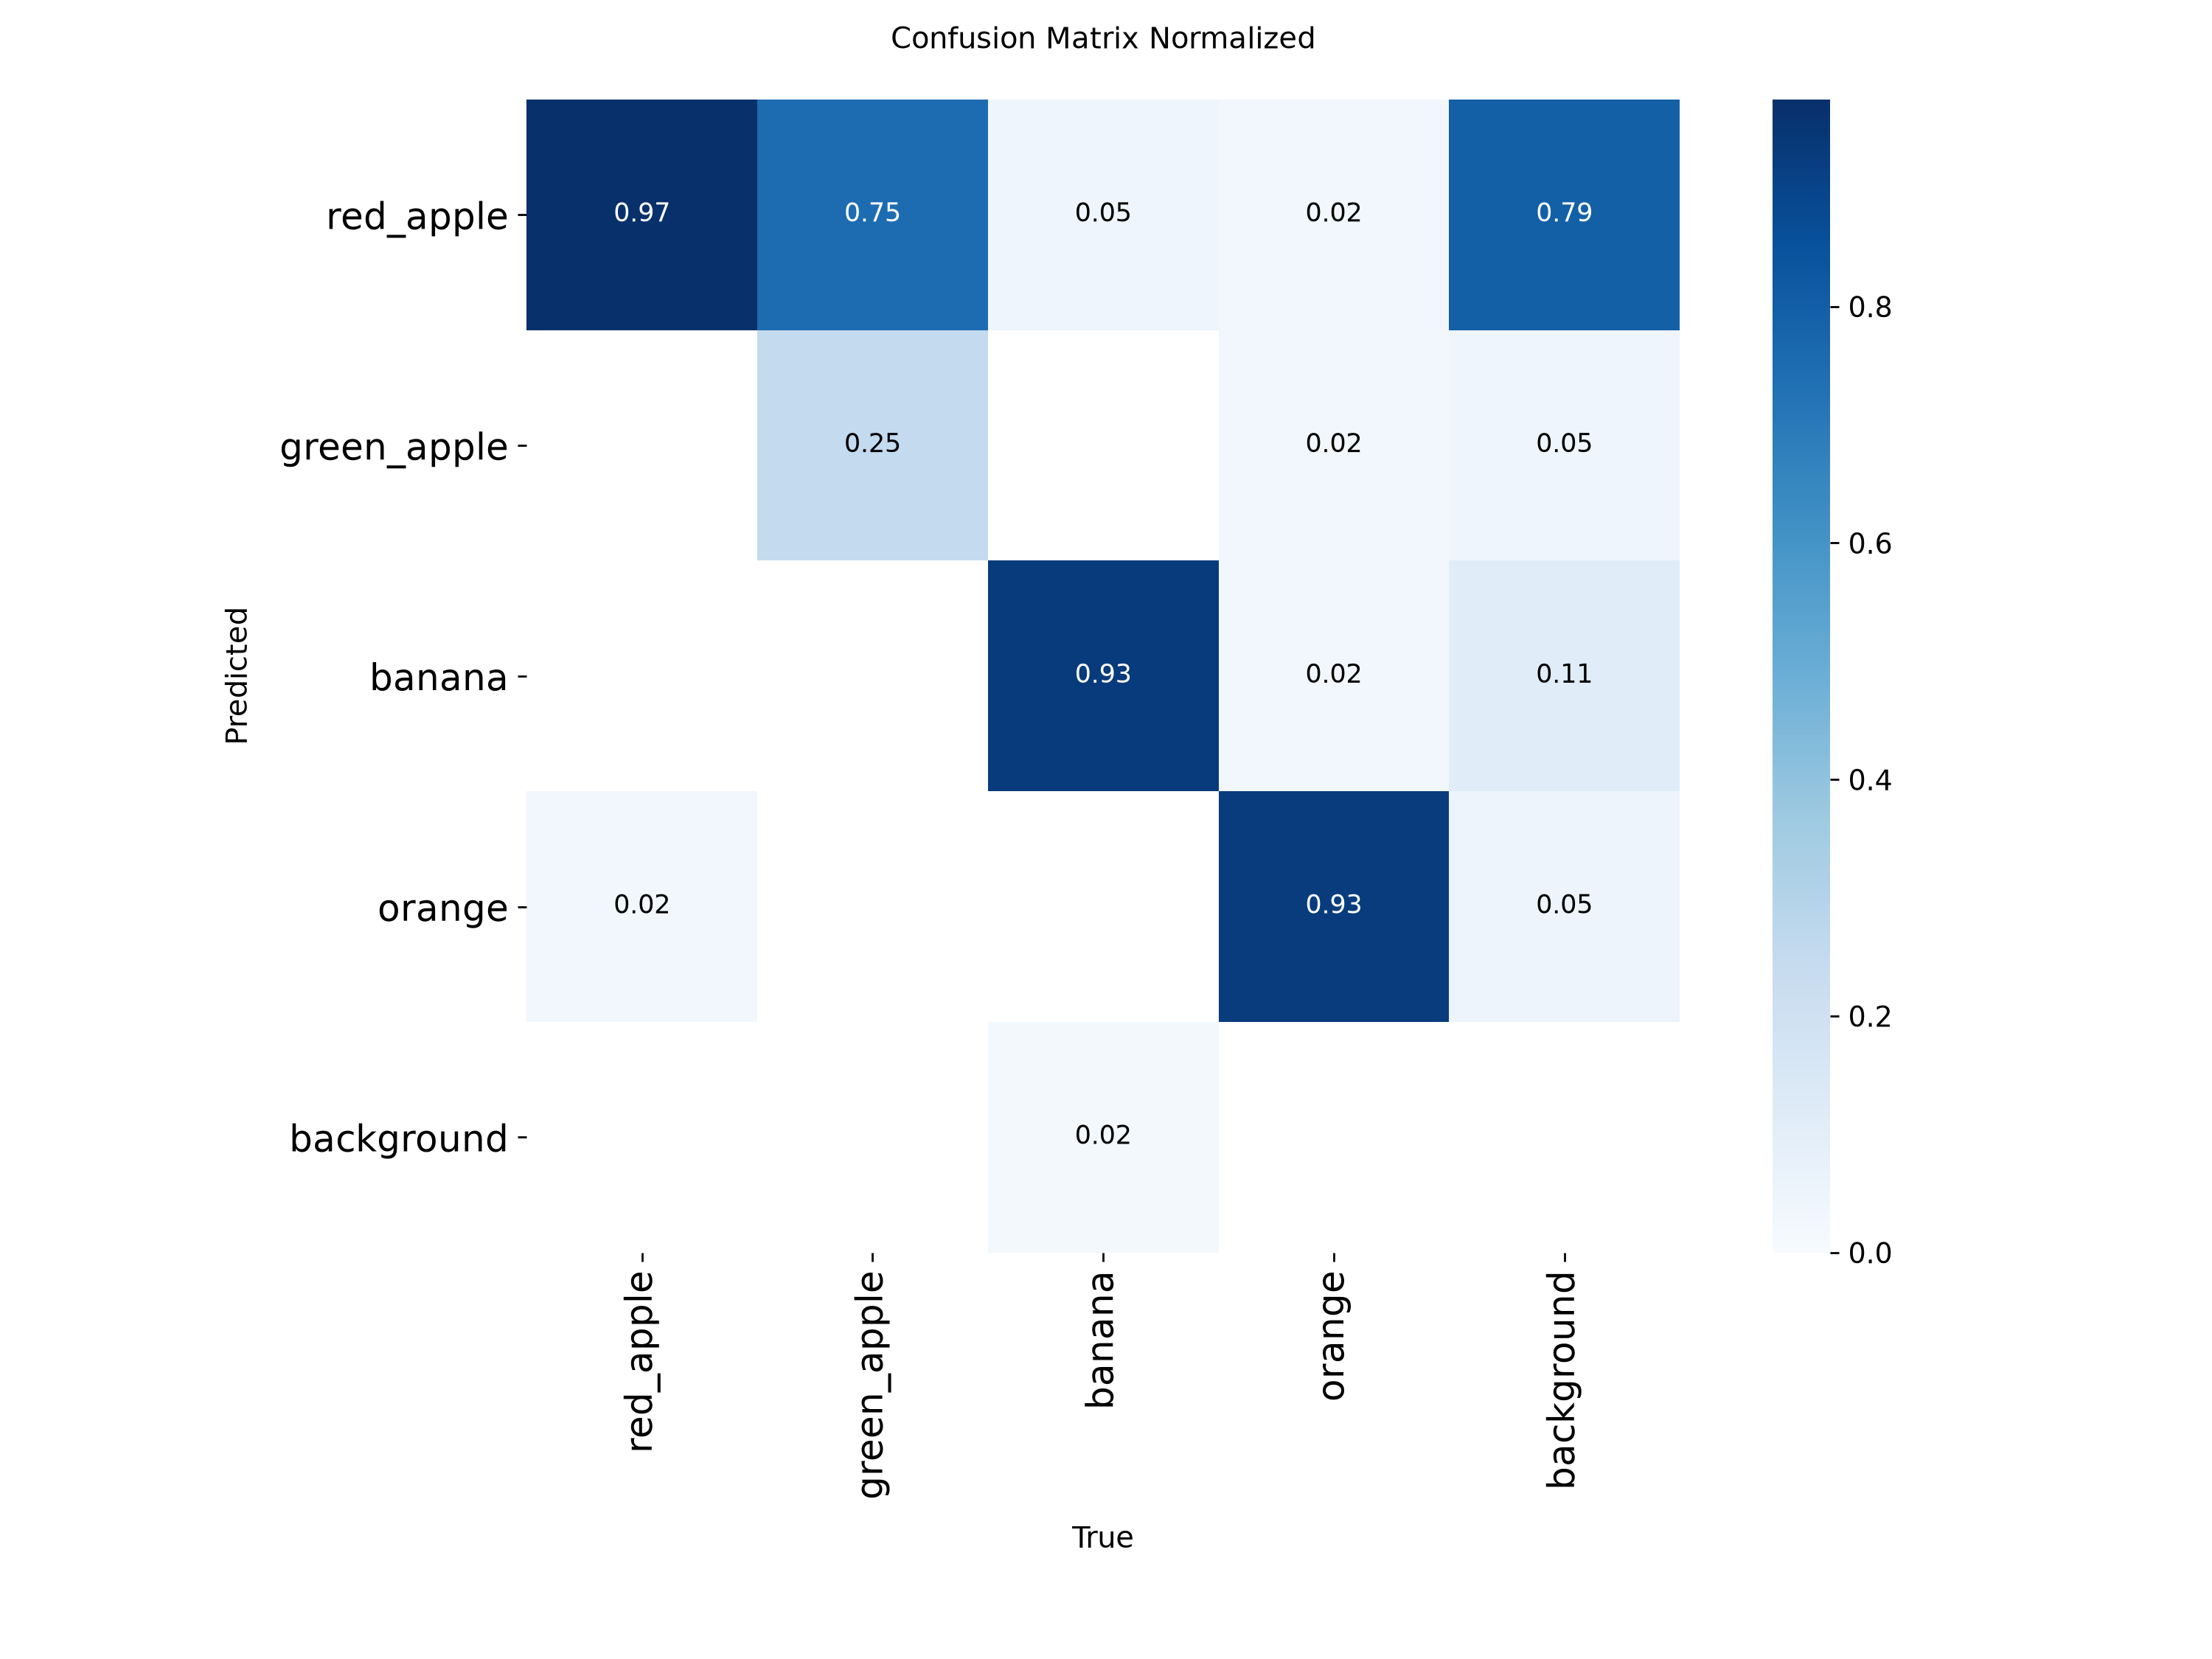 Confusion Matrix Normalized
red_apple 0.97 0.75 0.05 0.02 0.79
green_apple 0.25 0.02 0.05
banana 0.93 0.02 0.11
orange 0.02 0.93 0.05
background 0.02
Predicted
red_apple green_apple banana orange background
True
0.8
0.6
0.4
0.2
0.0